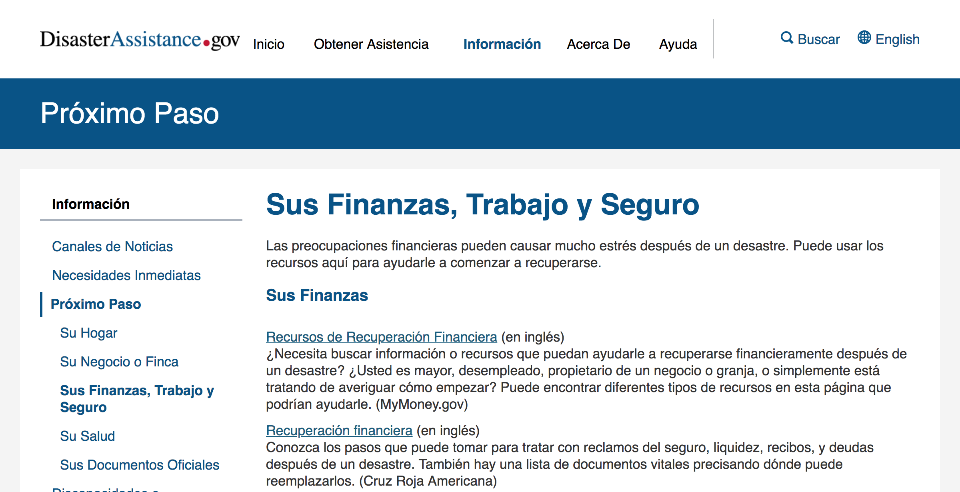 DisasterAssistance.gov
Inicio
Obtener Asistencia
Información
Acerca De
Ayuda
Buscar
English
Próximo Paso
Información
Canales de Noticias
Necesidades Inmediatas
Próximo Paso
Su Hogar
Su Negocio o Finca
Sus Finanzas, Trabajo y
Seguro
Su Salud
Sus Documentos Oficiales
Sus Finanzas, Trabajo y Seguro
Las preocupaciones financieras pueden causar mucho estrés después de un desastre. Puede usar los
recursos aquí para ayudarle a comenzar a recuperarse.
Sus Finanzas
Recursos de Recuperación Financiera (en inglés)
¿Necesita buscar información o recursos que puedan ayudarle a recuperarse financieramente después de
un desastre? ¿Usted es mayor, desempleado, propietario de un negocio o granja, o simplemente está
tratando de averiguar cómo empezar? Puede encontrar diferentes tipos de recursos en esta página que
podrían ayudarle. (MyMoney.gov)
Recuperación financiera (en inglés)
Conozca los pasos que puede tomar para tratar con reclamos del seguro, liquidez, recibos, y deudas
después de un desastre. También hay una lista de documentos vitales precisando dónde puede
reemplazarlos. (Cruz Roja Americana)